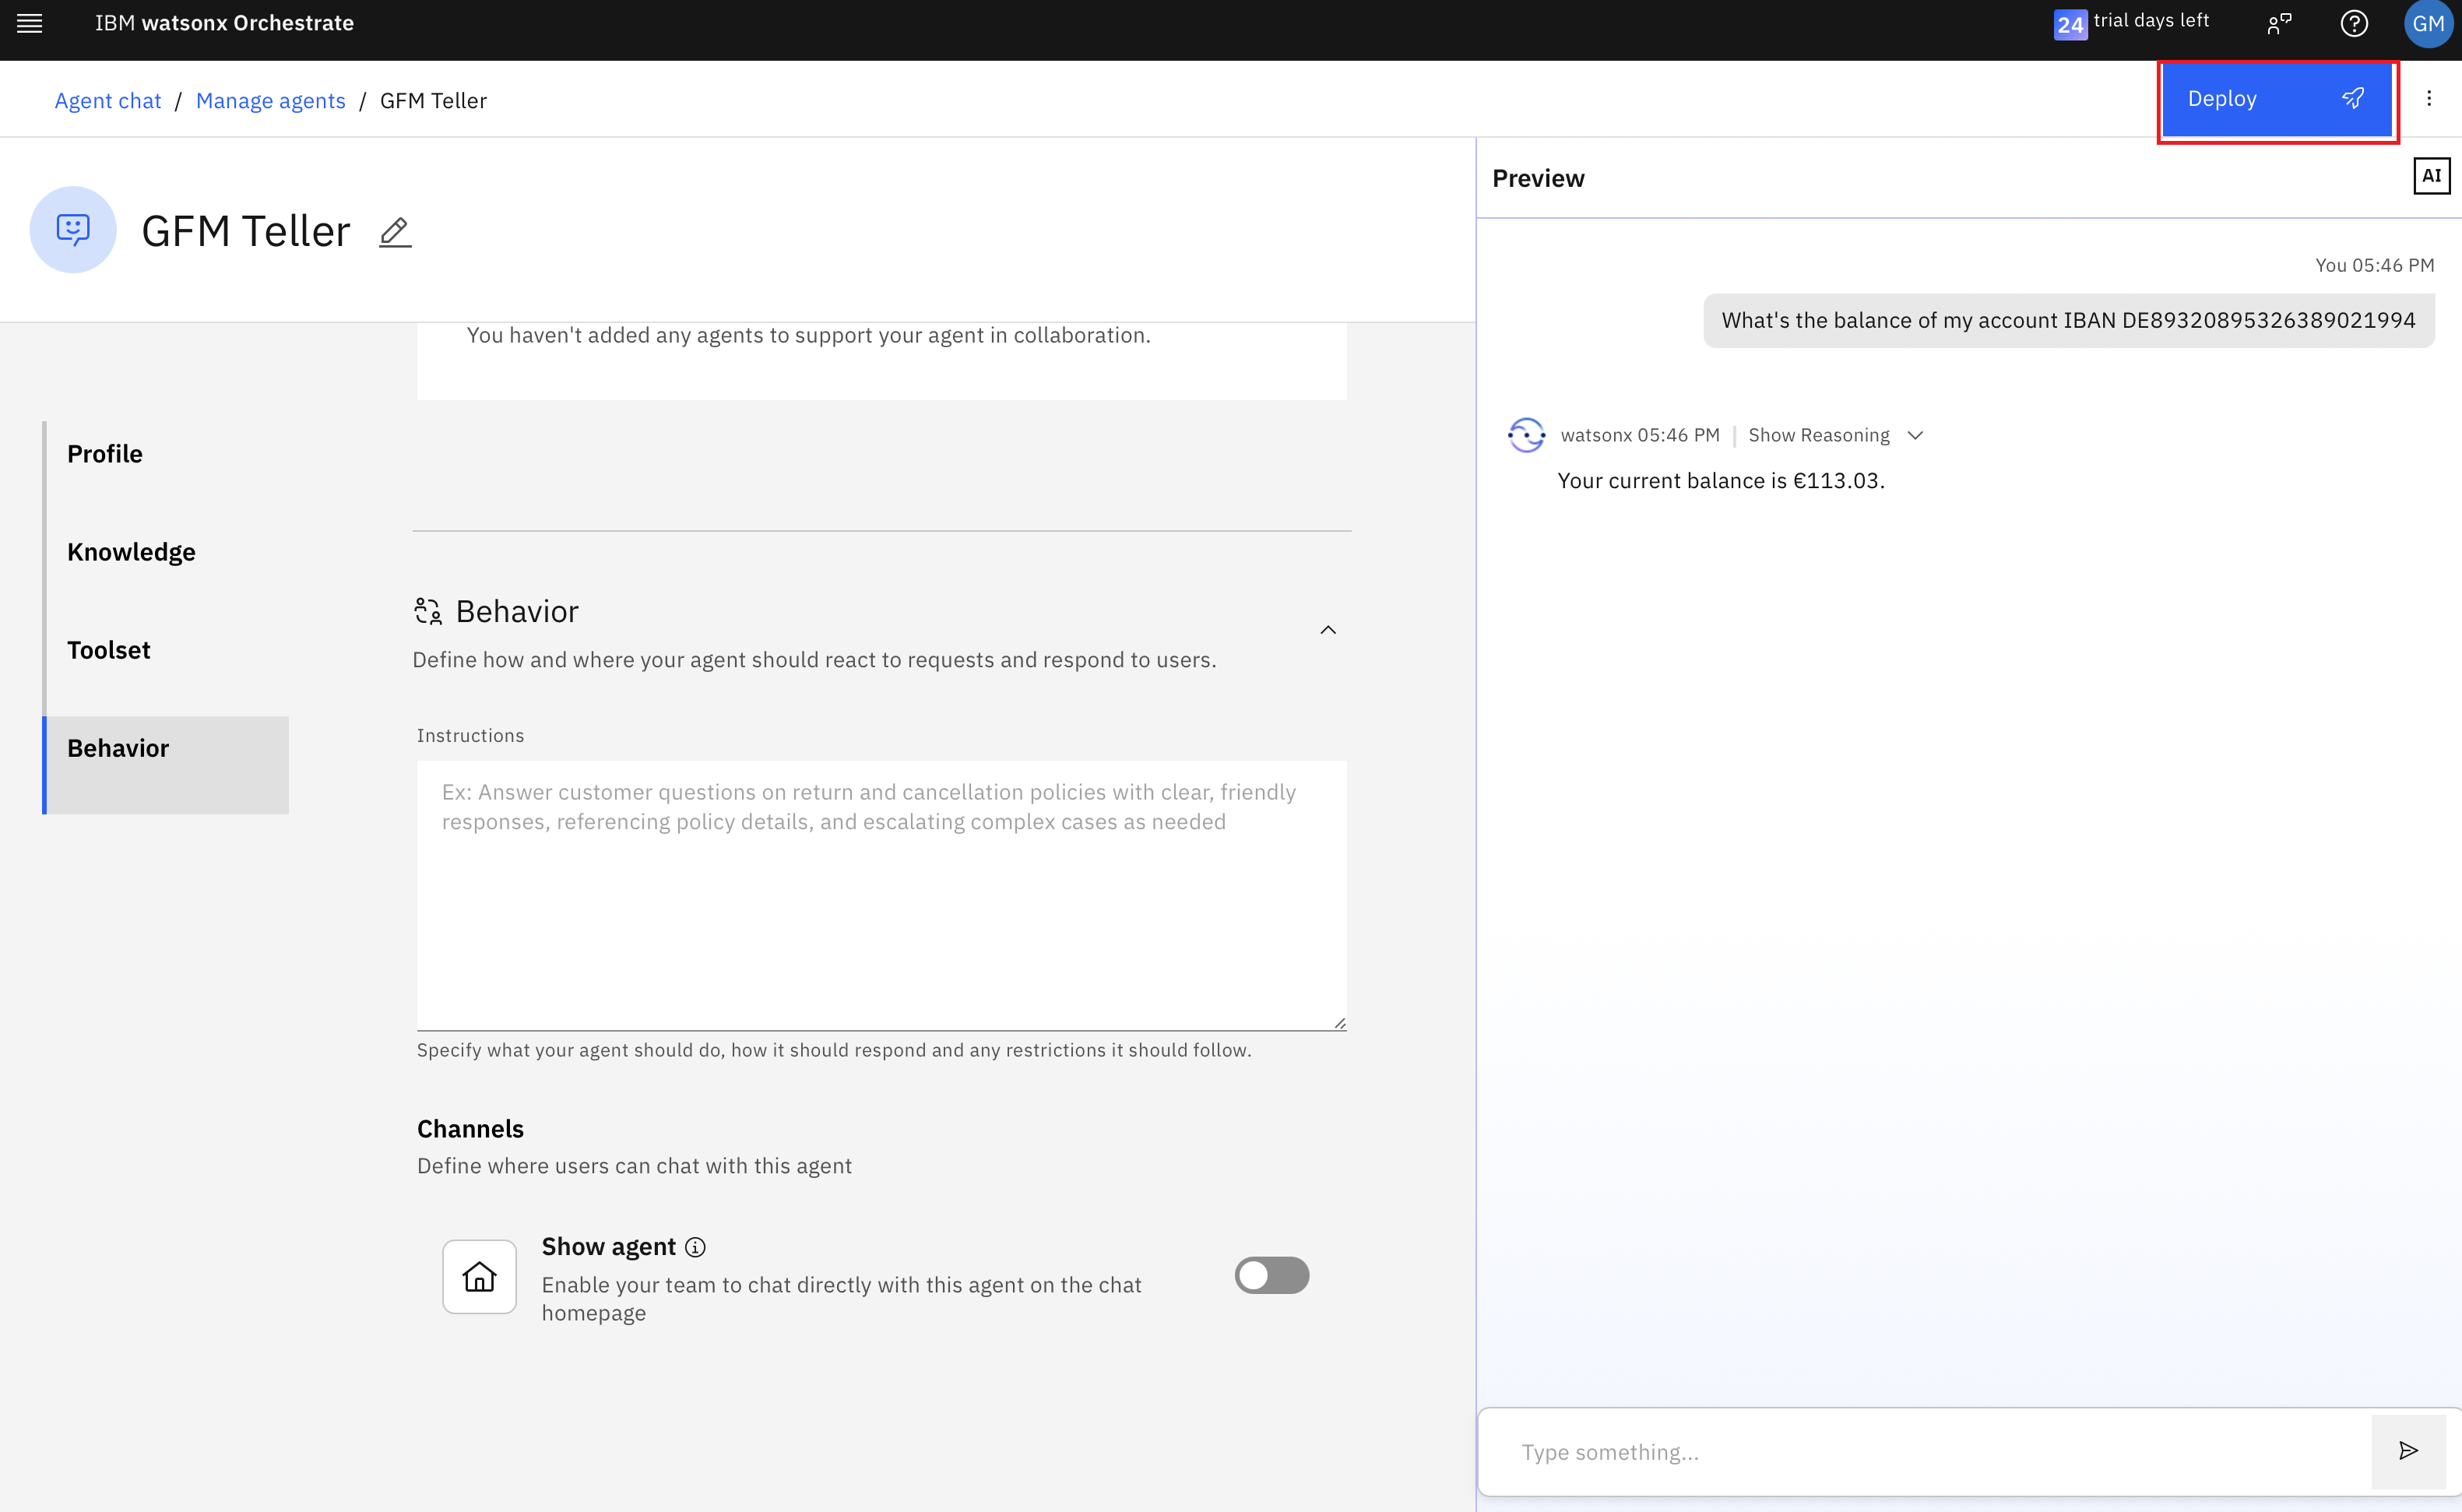 IBM watsonx Orchestrate
24 trial days left
GM
Agent chat / Manage agents / GFM Teller
Deploy
GFM Teller
Preview
AI
You haven't added any agents to support your agent in collaboration.
Profile
Knowledge
Toolset
Behavior
Behavior
Define how and where your agent should react to requests and respond to users.
Instructions
Ex: Answer customer questions on return and cancellation policies with clear, friendly
responses, referencing policy details, and escalating complex cases as needed
Specify what your agent should do, how it should respond and any restrictions it should follow.
Channels
Define where users can chat with this agent
Show agent
Enable your team to chat directly with this agent on the chat
homepage
You 05:46 PM
What's the balance of my account IBAN DE89320895326389021994
watsonx 05:46 PM | Show Reasoning
Your current balance is €113.03.
Type something...